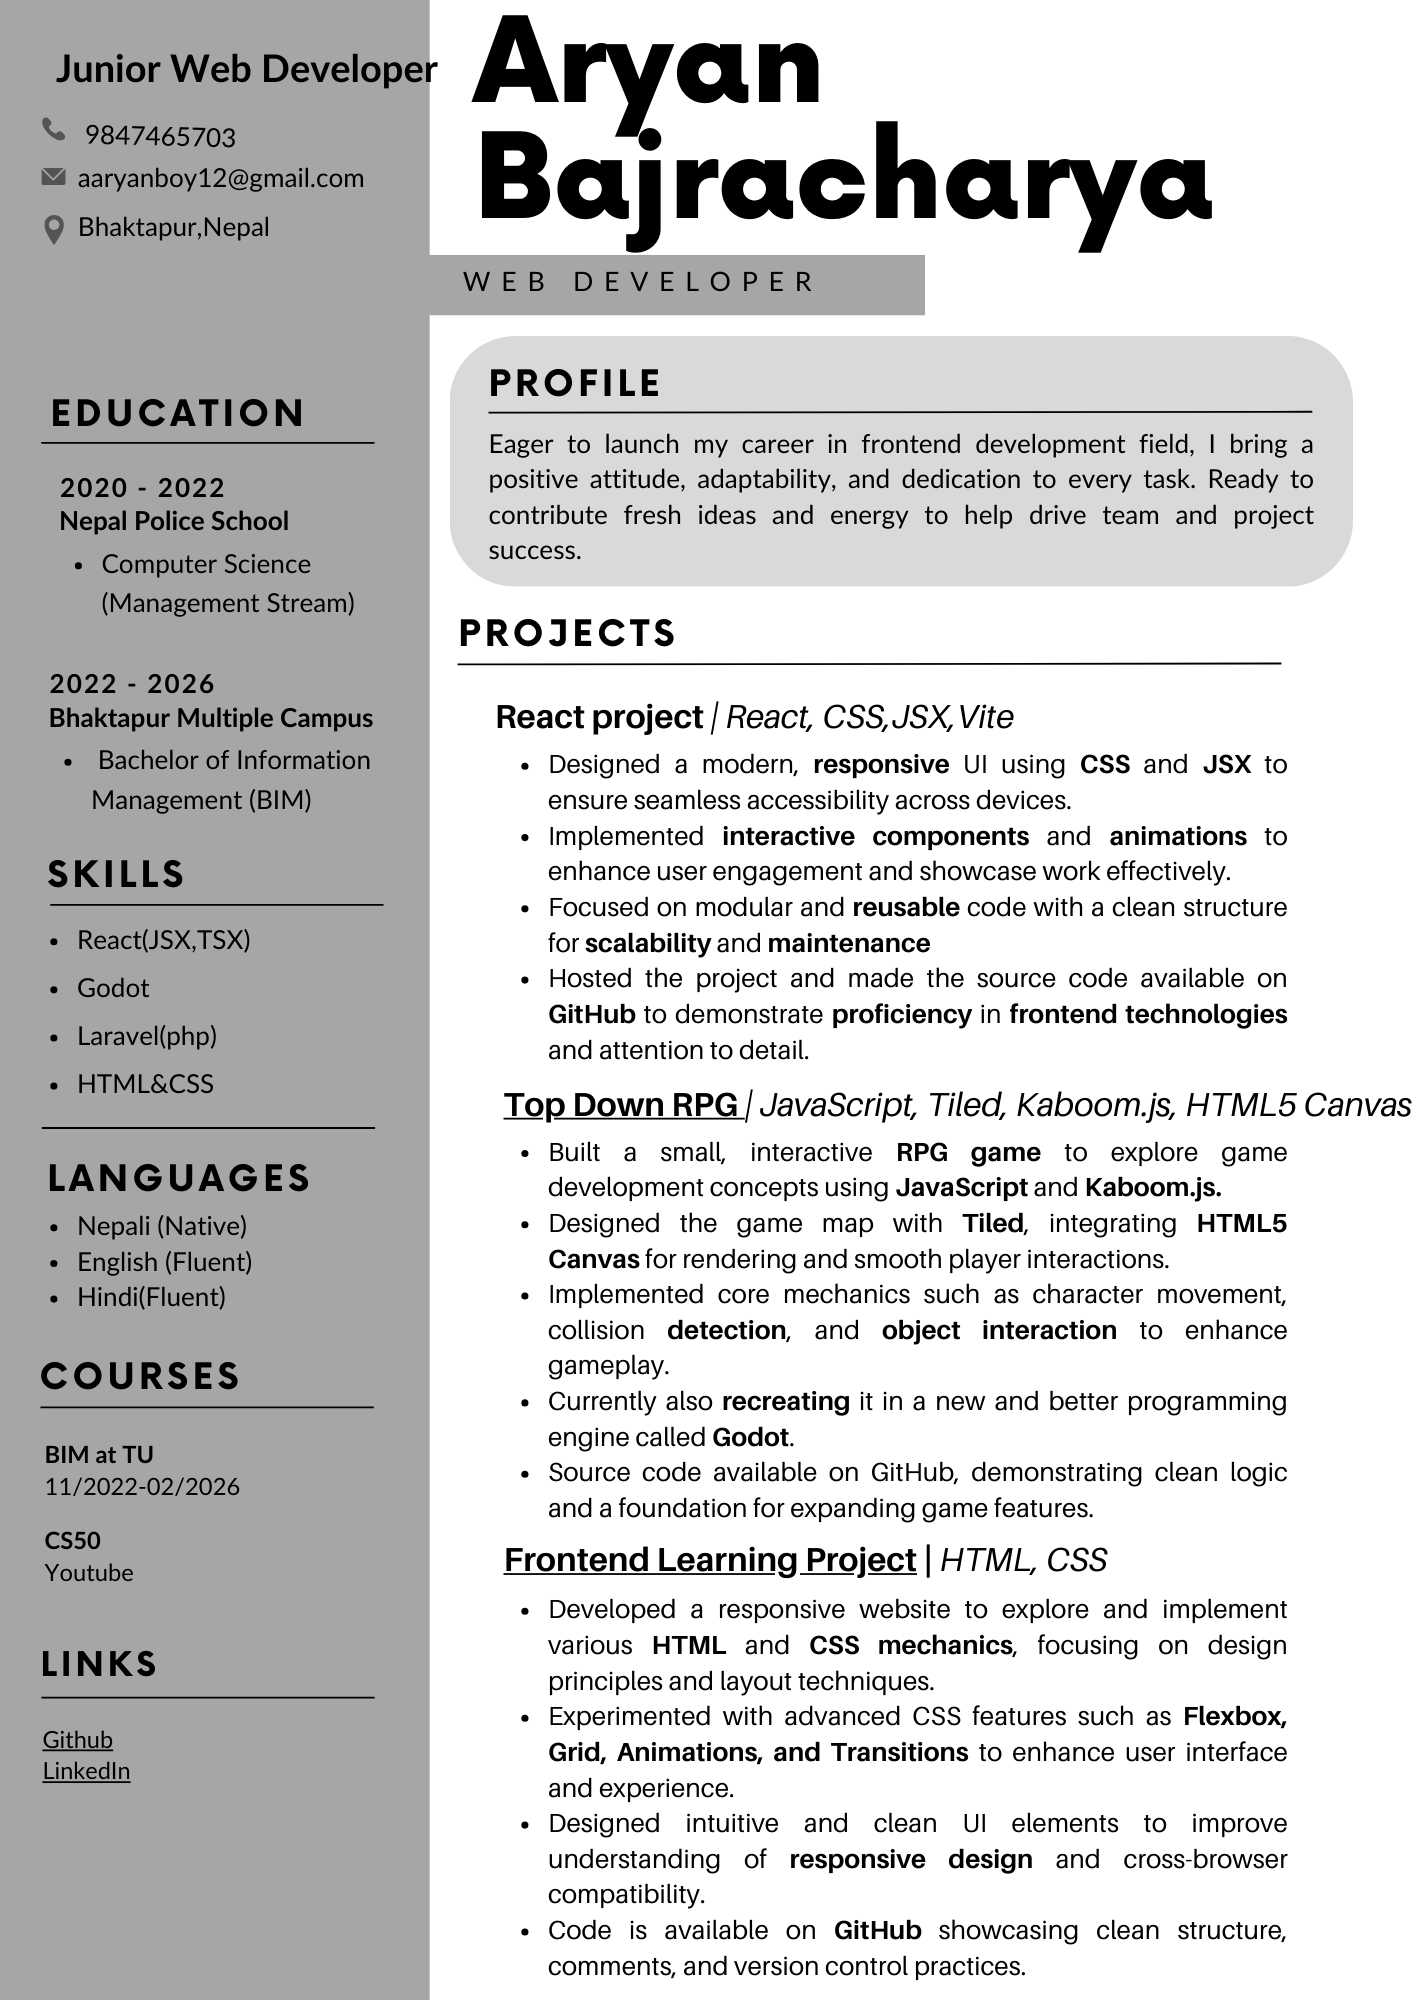 Junior Web Developer
9847465703
aaryanboy12@gmail.com
Bhaktapur,Nepal
EDUCATION
2020 - 2022
Nepal Police School
• Computer Science
(Management Stream)
2022 - 2026
Bhaktapur Multiple Campus
• Bachelor of Information
Management (BIM)
SKILLS
• React(JSX,TSX)
• Godot
• Laravel(php)
• HTML&CSS
LANGUAGES
• Nepali (Native)
• English (Fluent)
• Hindi(Fluent)
COURSES
BIM at TU
11/2022-02/2026
CS50
Youtube
LINKS
Github
LinkedIn
Aryan
Bajracharya
WEB DEVELOPER
PROFILE
Eager to launch my career in frontend development field, I bring a
positive attitude, adaptability, and dedication to every task. Ready to
contribute fresh ideas and energy to help drive team and project
success.
PROJECTS
React project | React, CSS,JSX,Vite
• Designed a modern, responsive UI using CSS and JSX to
ensure seamless accessibility across devices.
• Implemented interactive components and animations to
enhance user engagement and showcase work effectively.
• Focused on modular and reusable code with a clean structure
for scalability and maintenance
• Hosted the project and made the source code available on
GitHub to demonstrate proficiency in frontend technologies
and attention to detail.
Top Down RPG | JavaScript, Tiled, Kaboom.js, HTML5 Canvas
• Built a small, interactive RPG game to explore game
development concepts using JavaScript and Kaboom.js.
• Designed the game map with Tiled, integrating HTML5
Canvas for rendering and smooth player interactions.
• Implemented core mechanics such as character movement,
collision detection, and object interaction to enhance
gameplay.
• Currently also recreating it in a new and better programming
engine called Godot.
• Source code available on GitHub, demonstrating clean logic
and a foundation for expanding game features.
Frontend Learning Project | HTML, CSS
• Developed a responsive website to explore and implement
various HTML and CSS mechanics, focusing on design
principles and layout techniques.
• Experimented with advanced CSS features such as Flexbox,
Grid, Animations, and Transitions to enhance user interface
and experience.
• Designed intuitive and clean UI elements to improve
understanding of responsive design and cross-browser
compatibility.
• Code is available on GitHub showcasing clean structure,
comments, and version control practices.